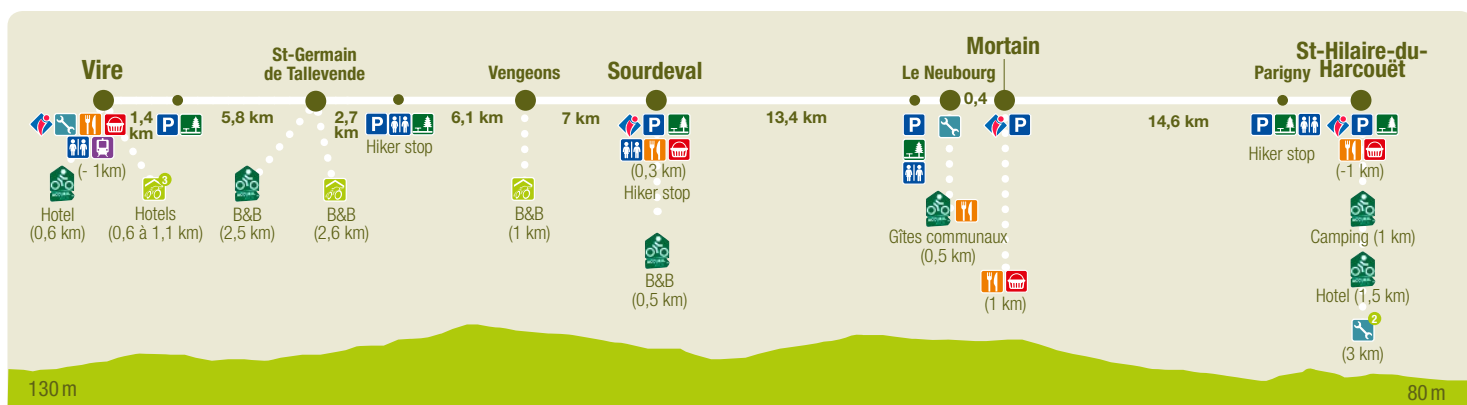 Vire
St-Germain
de Tallevende
Vengeons
Sourdeval
Le Neubourg
Mortain
Parigny
St-Hilaire-du-
Harcouët
1,4
km
5,8 km
2,7
km
6,1 km
7 km
13,4 km
0,4
14,6 km
P
P
Hiker stop
P
P
P
P
Hiker stop
P
(- 1km)
(0,3 km)
Hiker stop
(-1 km)
Hotel
(0,6 km)
3
Hotels
(0,6 à 1,1 km)
B&B
(2,5 km)
B&B
(2,6 km)
B&B
(1 km)
B&B
(0,5 km)
Gîtes communaux
(0,5 km)
(1 km)
Camping (1 km)
Hotel (1,5 km)
2
(3 km)
130 m
80 m